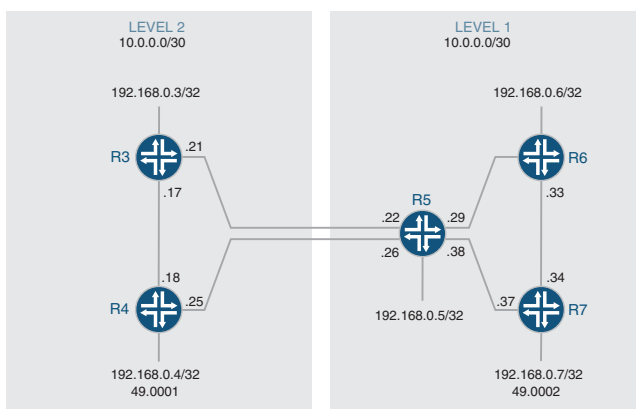 LEVEL 2
10.0.0.0/30
192.168.0.3/32
R3
.21
.17
.18
R4
.25
192.168.0.4/32
49.0001
LEVEL 1
10.0.0.0/30
192.168.0.6/32
R6
R5
.33
.22
.29
.26
.38
.34
.37
R7
192.168.0.5/32
192.168.0.7/32
49.0002